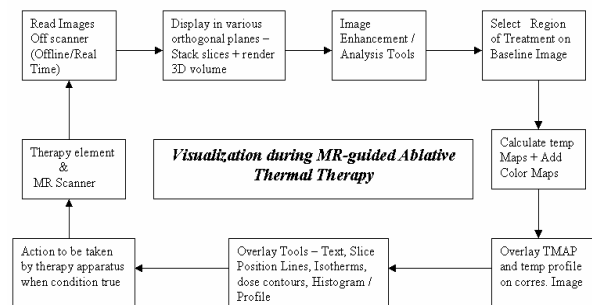 Read Images
Off scanner
(Offline/Real
Time)
Display in various
orthogonal planes –
Stack slices + render
3D volume
Image
Enhancement /
Analysis Tools
Select Region
of Treatment on
Baseline Image
Calculate temp
Maps + Add
Color Maps
Overlay TMAP
and temp profile
on corres. Image
Overlay Tools – Text, Slice
Position Lines, Isotherms,
dose contours, Histogram /
Profile
Action to be taken
by therapy apparatus
when condition true
Therapy element
&
MR Scanner
Visualization during MR-guided Ablative
Thermal Therapy